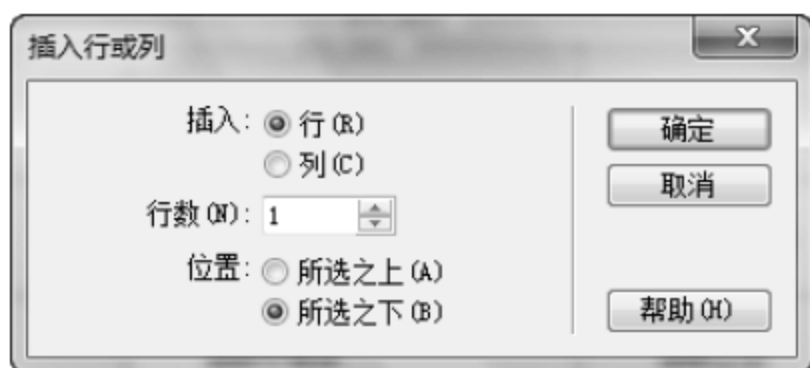 插入行或列
插入: 行(R)
列(C)
行数(N): 1
位置: 所选之上(A)
所选之下(B)
确定
取消
帮助(H)